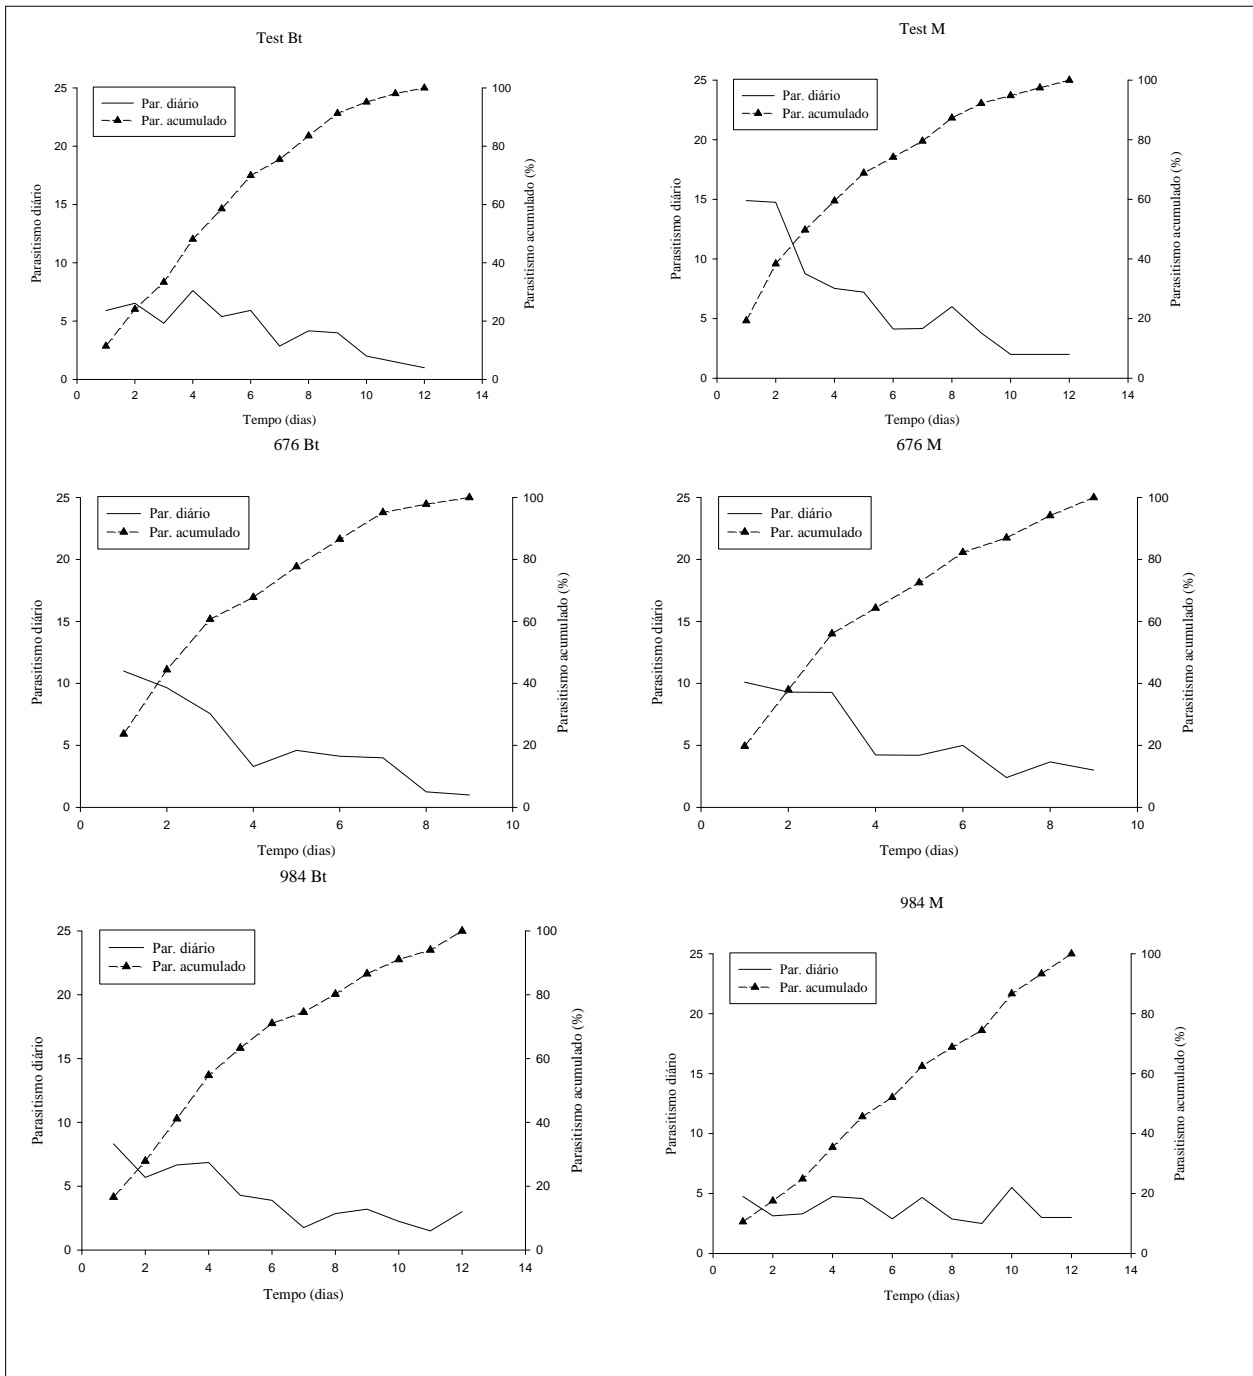 Test Bt
Par. diário
Par. acumulado
Parasitismo diário
25
20
15
10
5
0
100
80
60
40
20
0
Parasitismo acumulado (%)
0 2 4 6 8 10 12 14
Tempo (dias)
Test M
Par. diário
Par. acumulado
Parasitismo diário
25
20
15
10
5
0
100
80
60
40
20
0
Parasitismo acumulado (%)
0 2 4 6 8 10 12 14
Tempo (dias)
676 Bt
Par. diário
Par. acumulado
Parasitismo diário
25
20
15
10
5
0
100
80
60
40
20
0
Parasitismo acumulado (%)
0 2 4 6 8 10
Tempo (dias)
676 M
Par. diário
Par. acumulado
Parasitismo diário
25
20
15
10
5
0
100
80
60
40
20
0
Parasitismo acumulado (%)
0 2 4 6 8 10
Tempo (dias)
984 Bt
Par. diário
Par. acumulado
Parasitismo diário
25
20
15
10
5
0
100
80
60
40
20
0
Parasitismo acumulado (%)
0 2 4 6 8 10 12 14
Tempo (dias)
984 M
Par. diário
Par. acumulado
Parasitismo diário
25
20
15
10
5
0
100
80
60
40
20
0
Parasitismo acumulado (%)
0 2 4 6 8 10 12 14
Tempo (dias)